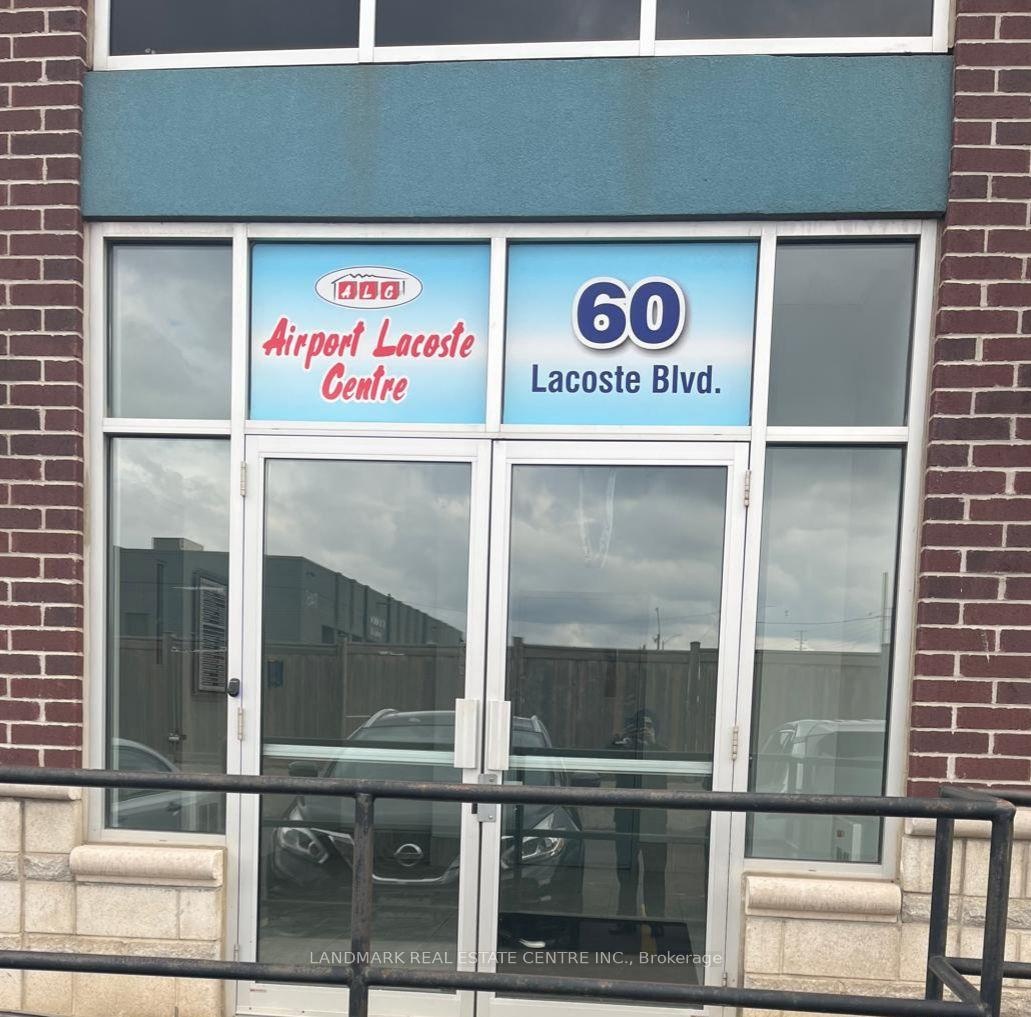 ALC
Airport Lacoste
Centre
60
Lacoste Blvd.
LANDMARK REAL ESTATE CENTRE INC., Brokerage